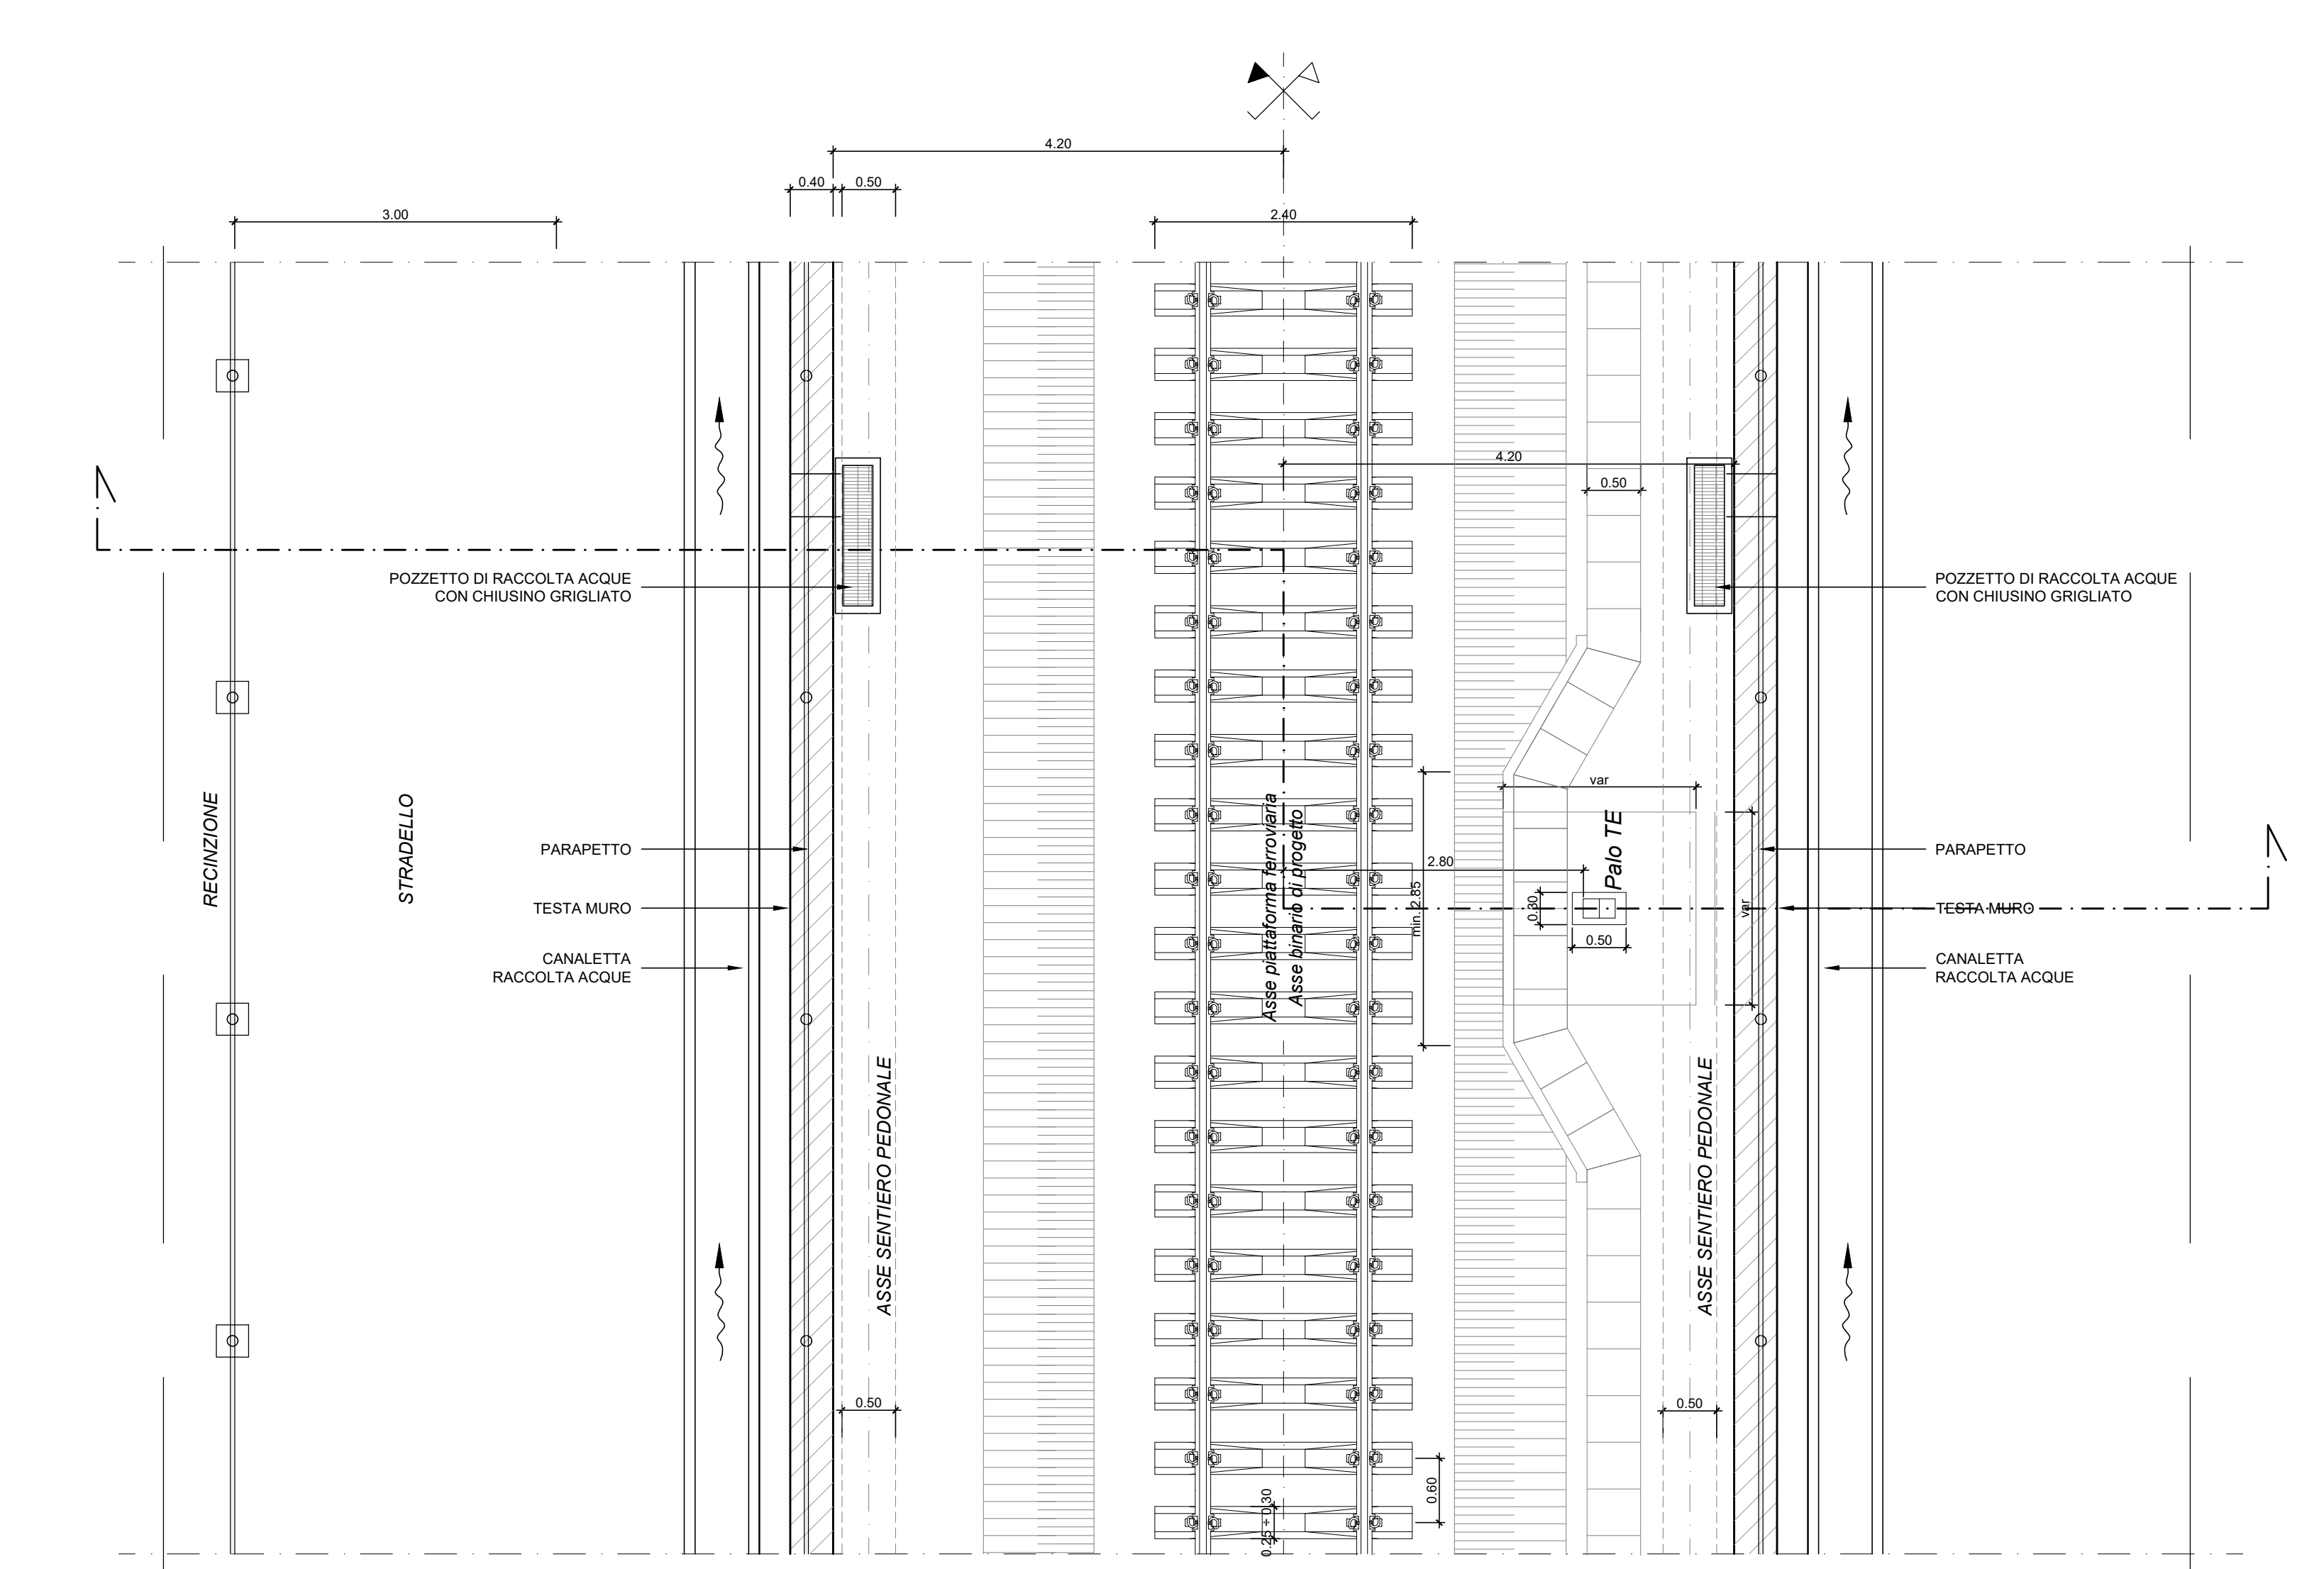 4.20
0.40
0.50
3.00
2.40
4.20
0.50
POZZETTO DI RACCOLTA ACQUE
CON CHIUSINO GRIGLIATO
POZZETTO DI RACCOLTA ACQUE
CON CHIUSINO GRIGLIATO
var
RECINZIONE
STRADELLO
PARAPETTO
TESTA MURO
CANALETTA
RACCOLTA ACQUE
Asse piattaforma ferroviaria
Asse binario di progetto
2.80
min. 2.85
Palo TE
0.30
0.50
var
PARAPETTO
TESTA MURO
CANALETTA
RACCOLTA ACQUE
ASSE SENTIERO PEDONALE
ASSE SENTIERO PEDONALE
0.50
0.50
0.60
0.25 ÷ 0.30